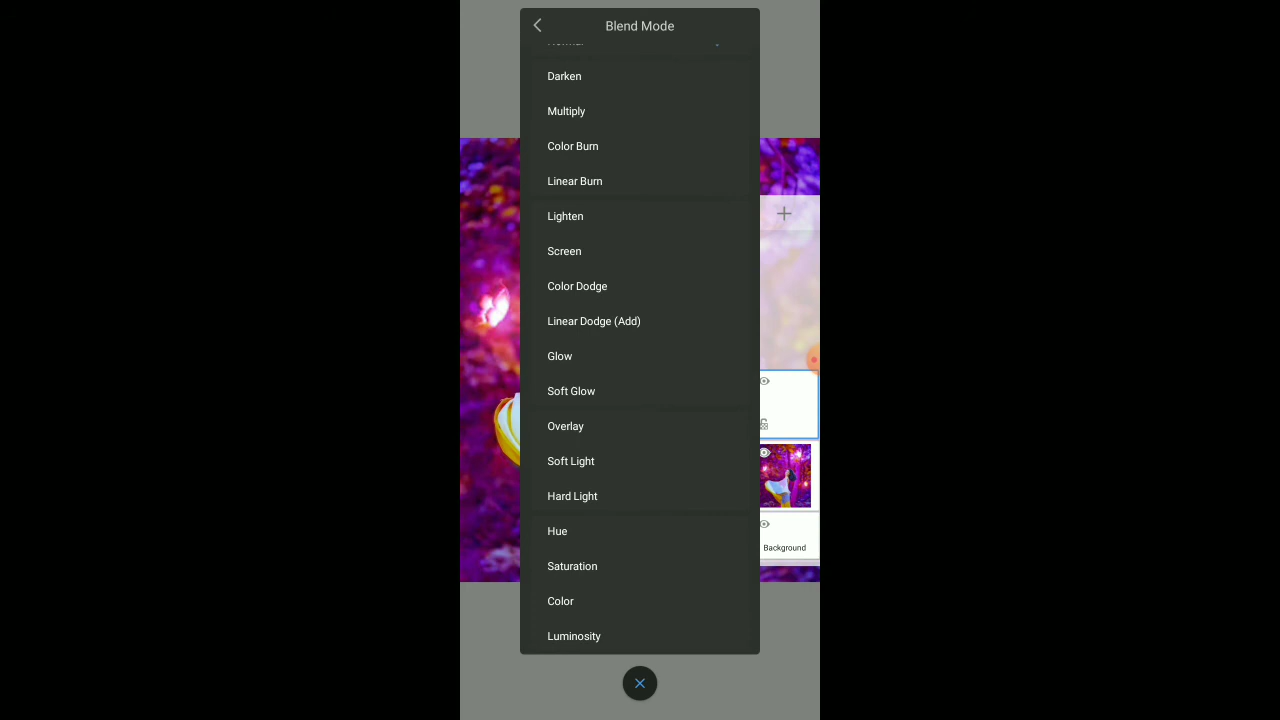 Blend Mode
Darken
Multiply
Color Burn
Linear Burn
Lighten
Screen
Color Dodge
Linear Dodge (Add)
Glow
Soft Glow
Overlay
Soft Light
Hard Light
Hue
Saturation
Color
Luminosity
Background